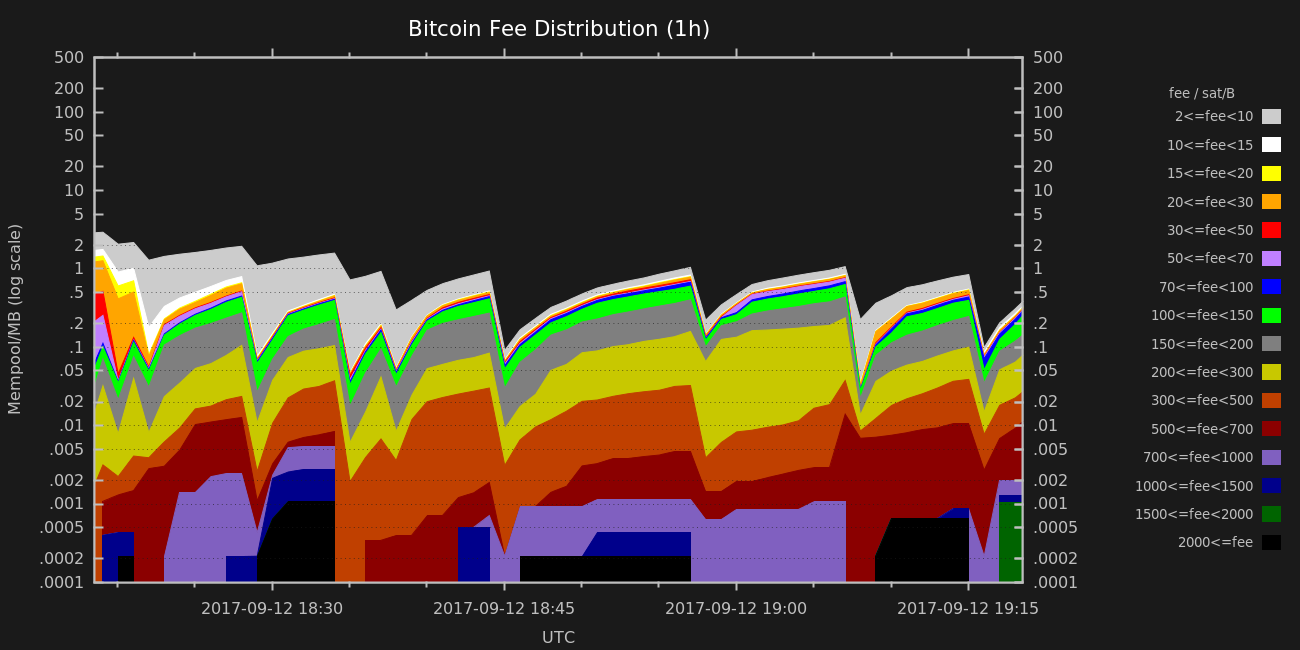 Bitcoin Fee Distribution (1h)
Mempool/MB (log scale)
500
200
100
50
20
10
5
2
1
.5
.2
.1
.05
.02
.01
.005
.002
.001
.0005
.0002
.0001
500
200
100
50
20
10
5
2
1
.5
.2
.1
.05
.02
.01
.005
.002
.001
.0005
.0002
.0001
2017-09-12 18:30
2017-09-12 18:45
2017-09-12 19:00
2017-09-12 19:15
UTC
fee / sat/B
2<=fee<10
10<=fee<15
15<=fee<20
20<=fee<30
30<=fee<50
50<=fee<70
70<=fee<100
100<=fee<150
150<=fee<200
200<=fee<300
300<=fee<500
500<=fee<700
700<=fee<1000
1000<=fee<1500
1500<=fee<2000
2000<=fee